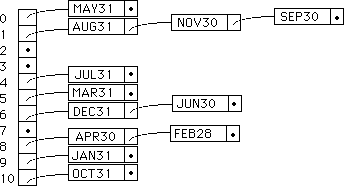 0 MAY31
1 AUG31 NOV30 SEP30
2
3
4 JUL31
5 MAR31
6 DEC31 JUN30
7
8 APR30 FEB28
9 JAN31
10 OCT31